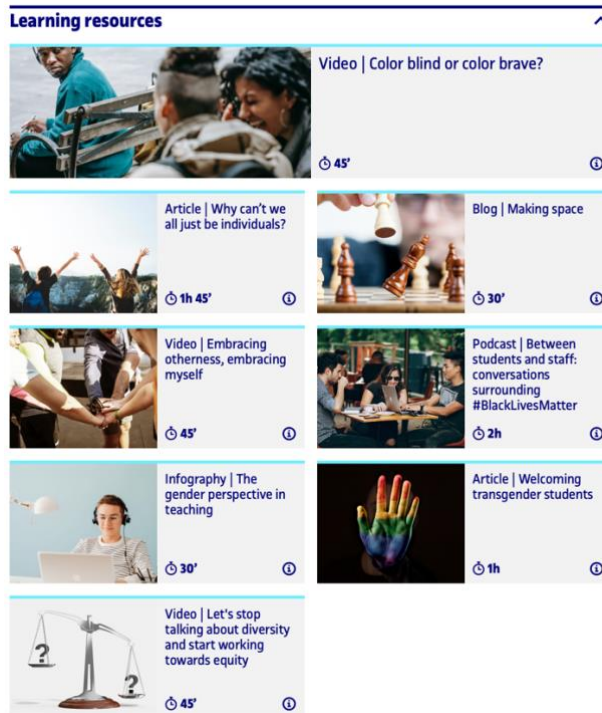 Learning resources
Video | Color blind or color brave?
45’
Article | Why can’t we
all just be individuals?
1h 45’
Blog | Making space
30’
Video | Embracing
otherness, embracing
myself
45’
Podcast | Between
students and staff:
conversations
surrounding
#BlackLivesMatter
2h
Infography | The
gender perspective in
teaching
30’
Article | Welcoming
transgender students
1h
Video | Let's stop
talking about diversity
and start working
towards equity
? ?
45’